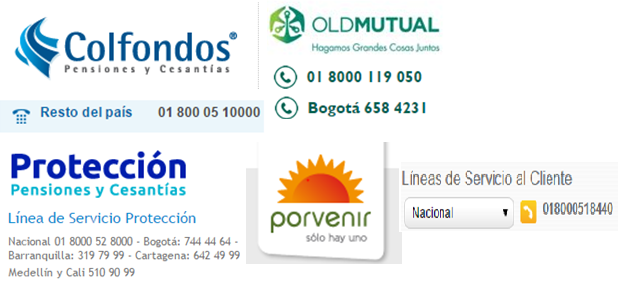 Colfondos®
Pensiones y Cesantías
Resto del país 01 800 05 10000
OLDMUTUAL
Hagamos Grandes Cosas Juntos
01 8000 119 050
Bogotá 658 4231
Protección
Pensiones y Cesantías
Línea de Servicio Protección
Nacional 01 8000 52 8000 - Bogotá: 744 44 64 -
Barranquilla: 319 79 99 - Cartagena: 642 49 99
Medellín y Cali 510 90 99
porvenir
sólo hay uno
Líneas de Servicio al Cliente
Nacional 018000518440